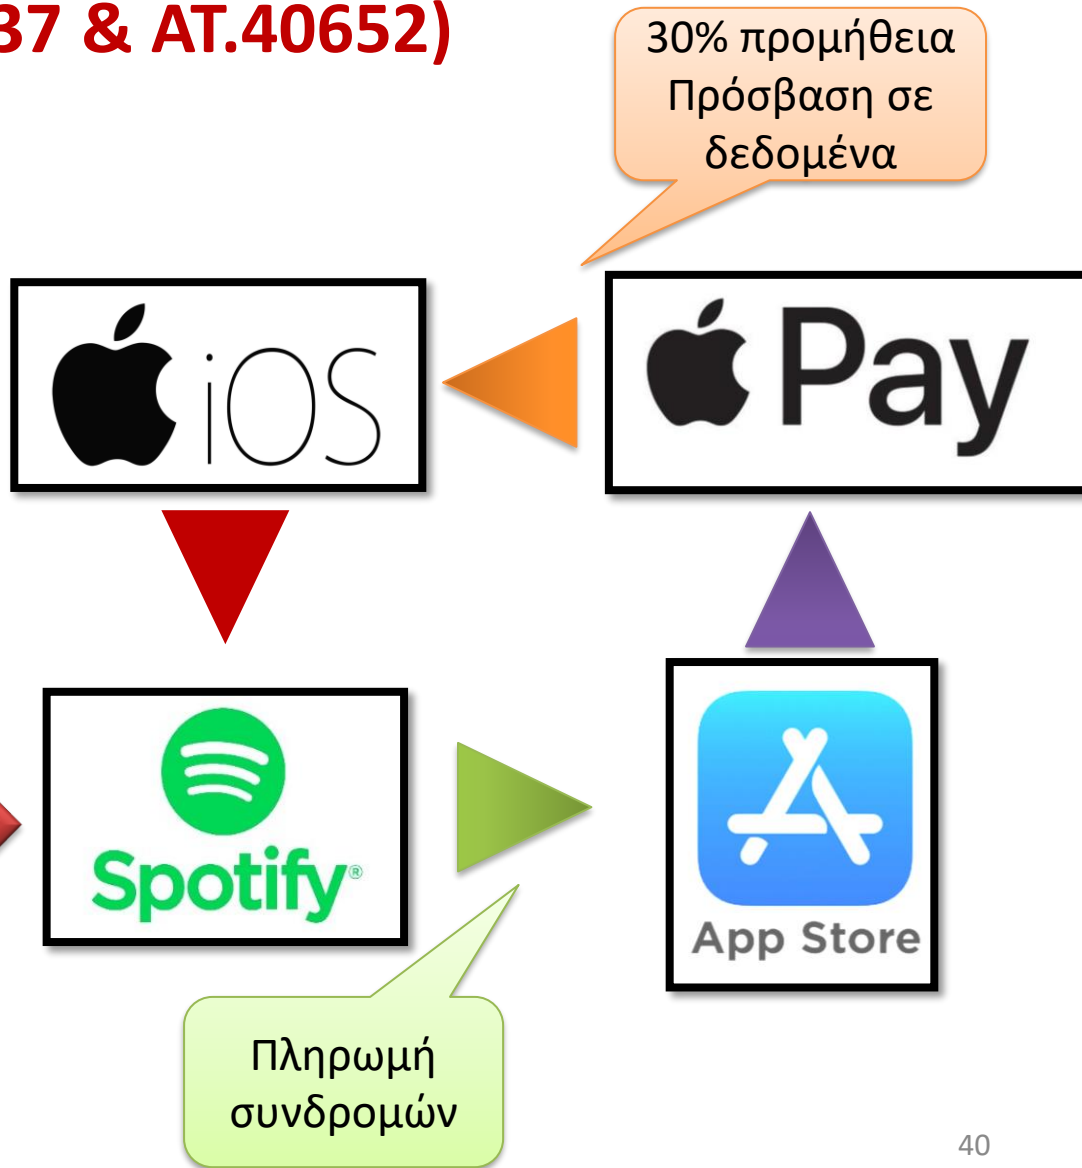 37 & AT.40652)
30% προμήθεια
Πρόσβαση σε
δεδομένα
iOS
Pay
Spotify®
App Store
Πληρωμή
συνδρομών
40